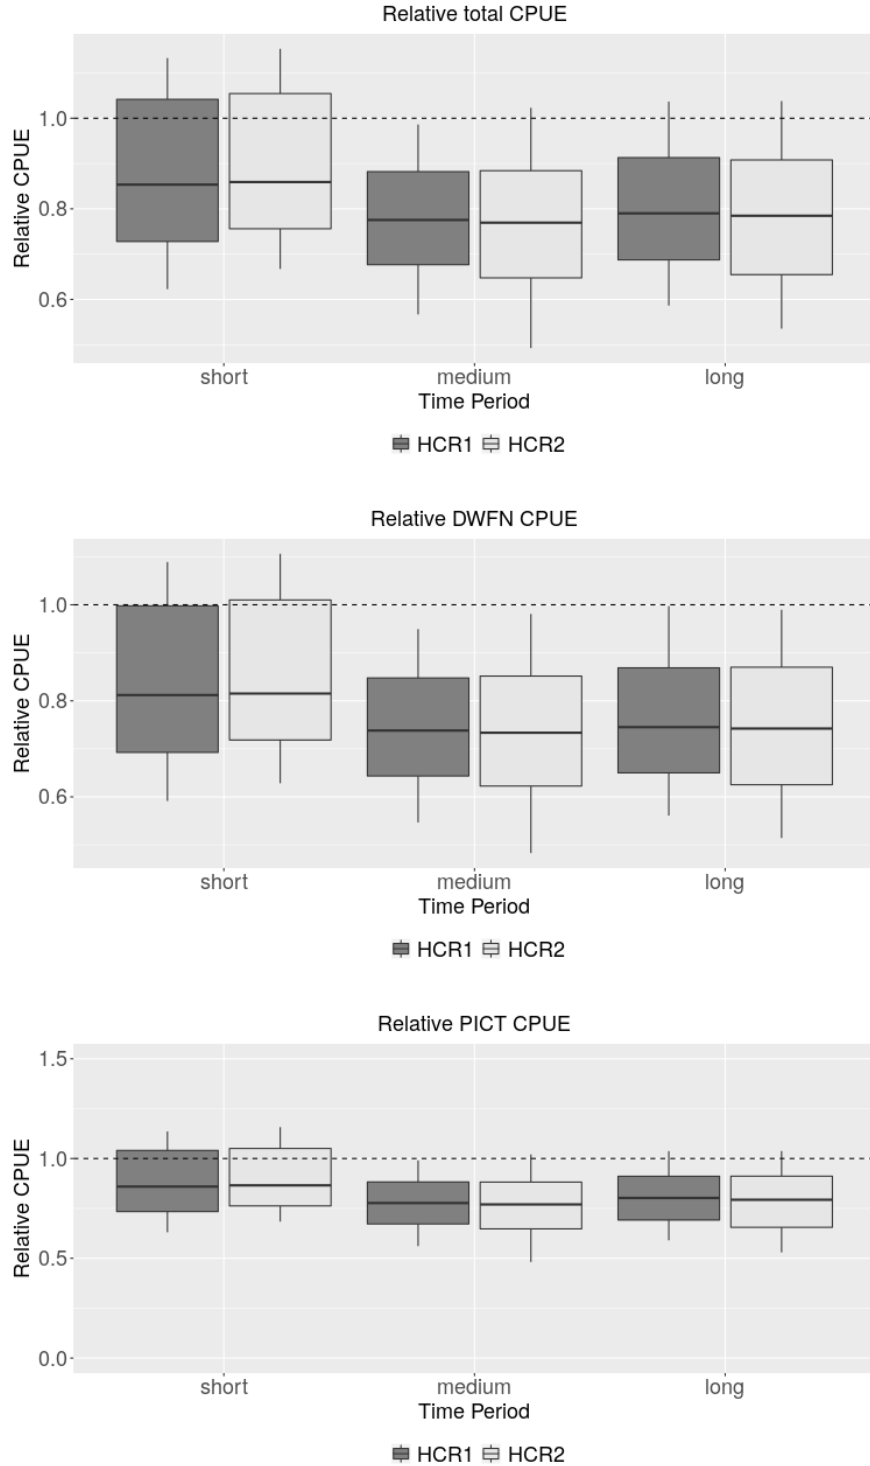 Relative total CPUE
Relative CPUE
1.0
0.8
0.6
short medium long
Time Period
HCR1 HCR2
Relative DWFN CPUE
Relative CPUE
1.0
0.8
0.6
short medium long
Time Period
HCR1 HCR2
Relative PICT CPUE
Relative CPUE
1.5
1.0
0.5
0.0
short medium long
Time Period
HCR1 HCR2